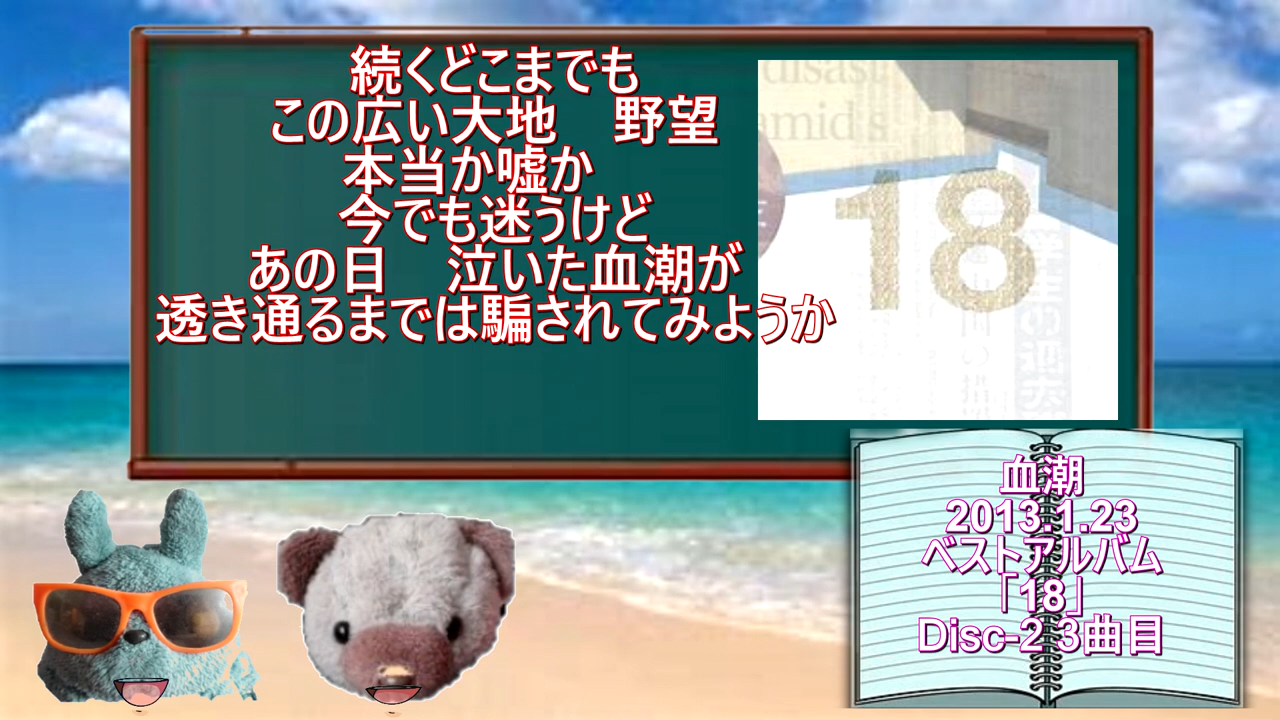 続くどこまでも
この広い大地　野望
本当か嘘か
今でも迷うけど
あの日　泣いた血潮が
透き通るまでは騙されてみようか
disast
amid s
18
血潮
2013.1.23
ベストアルバム
「18」
Disc-2 3曲目